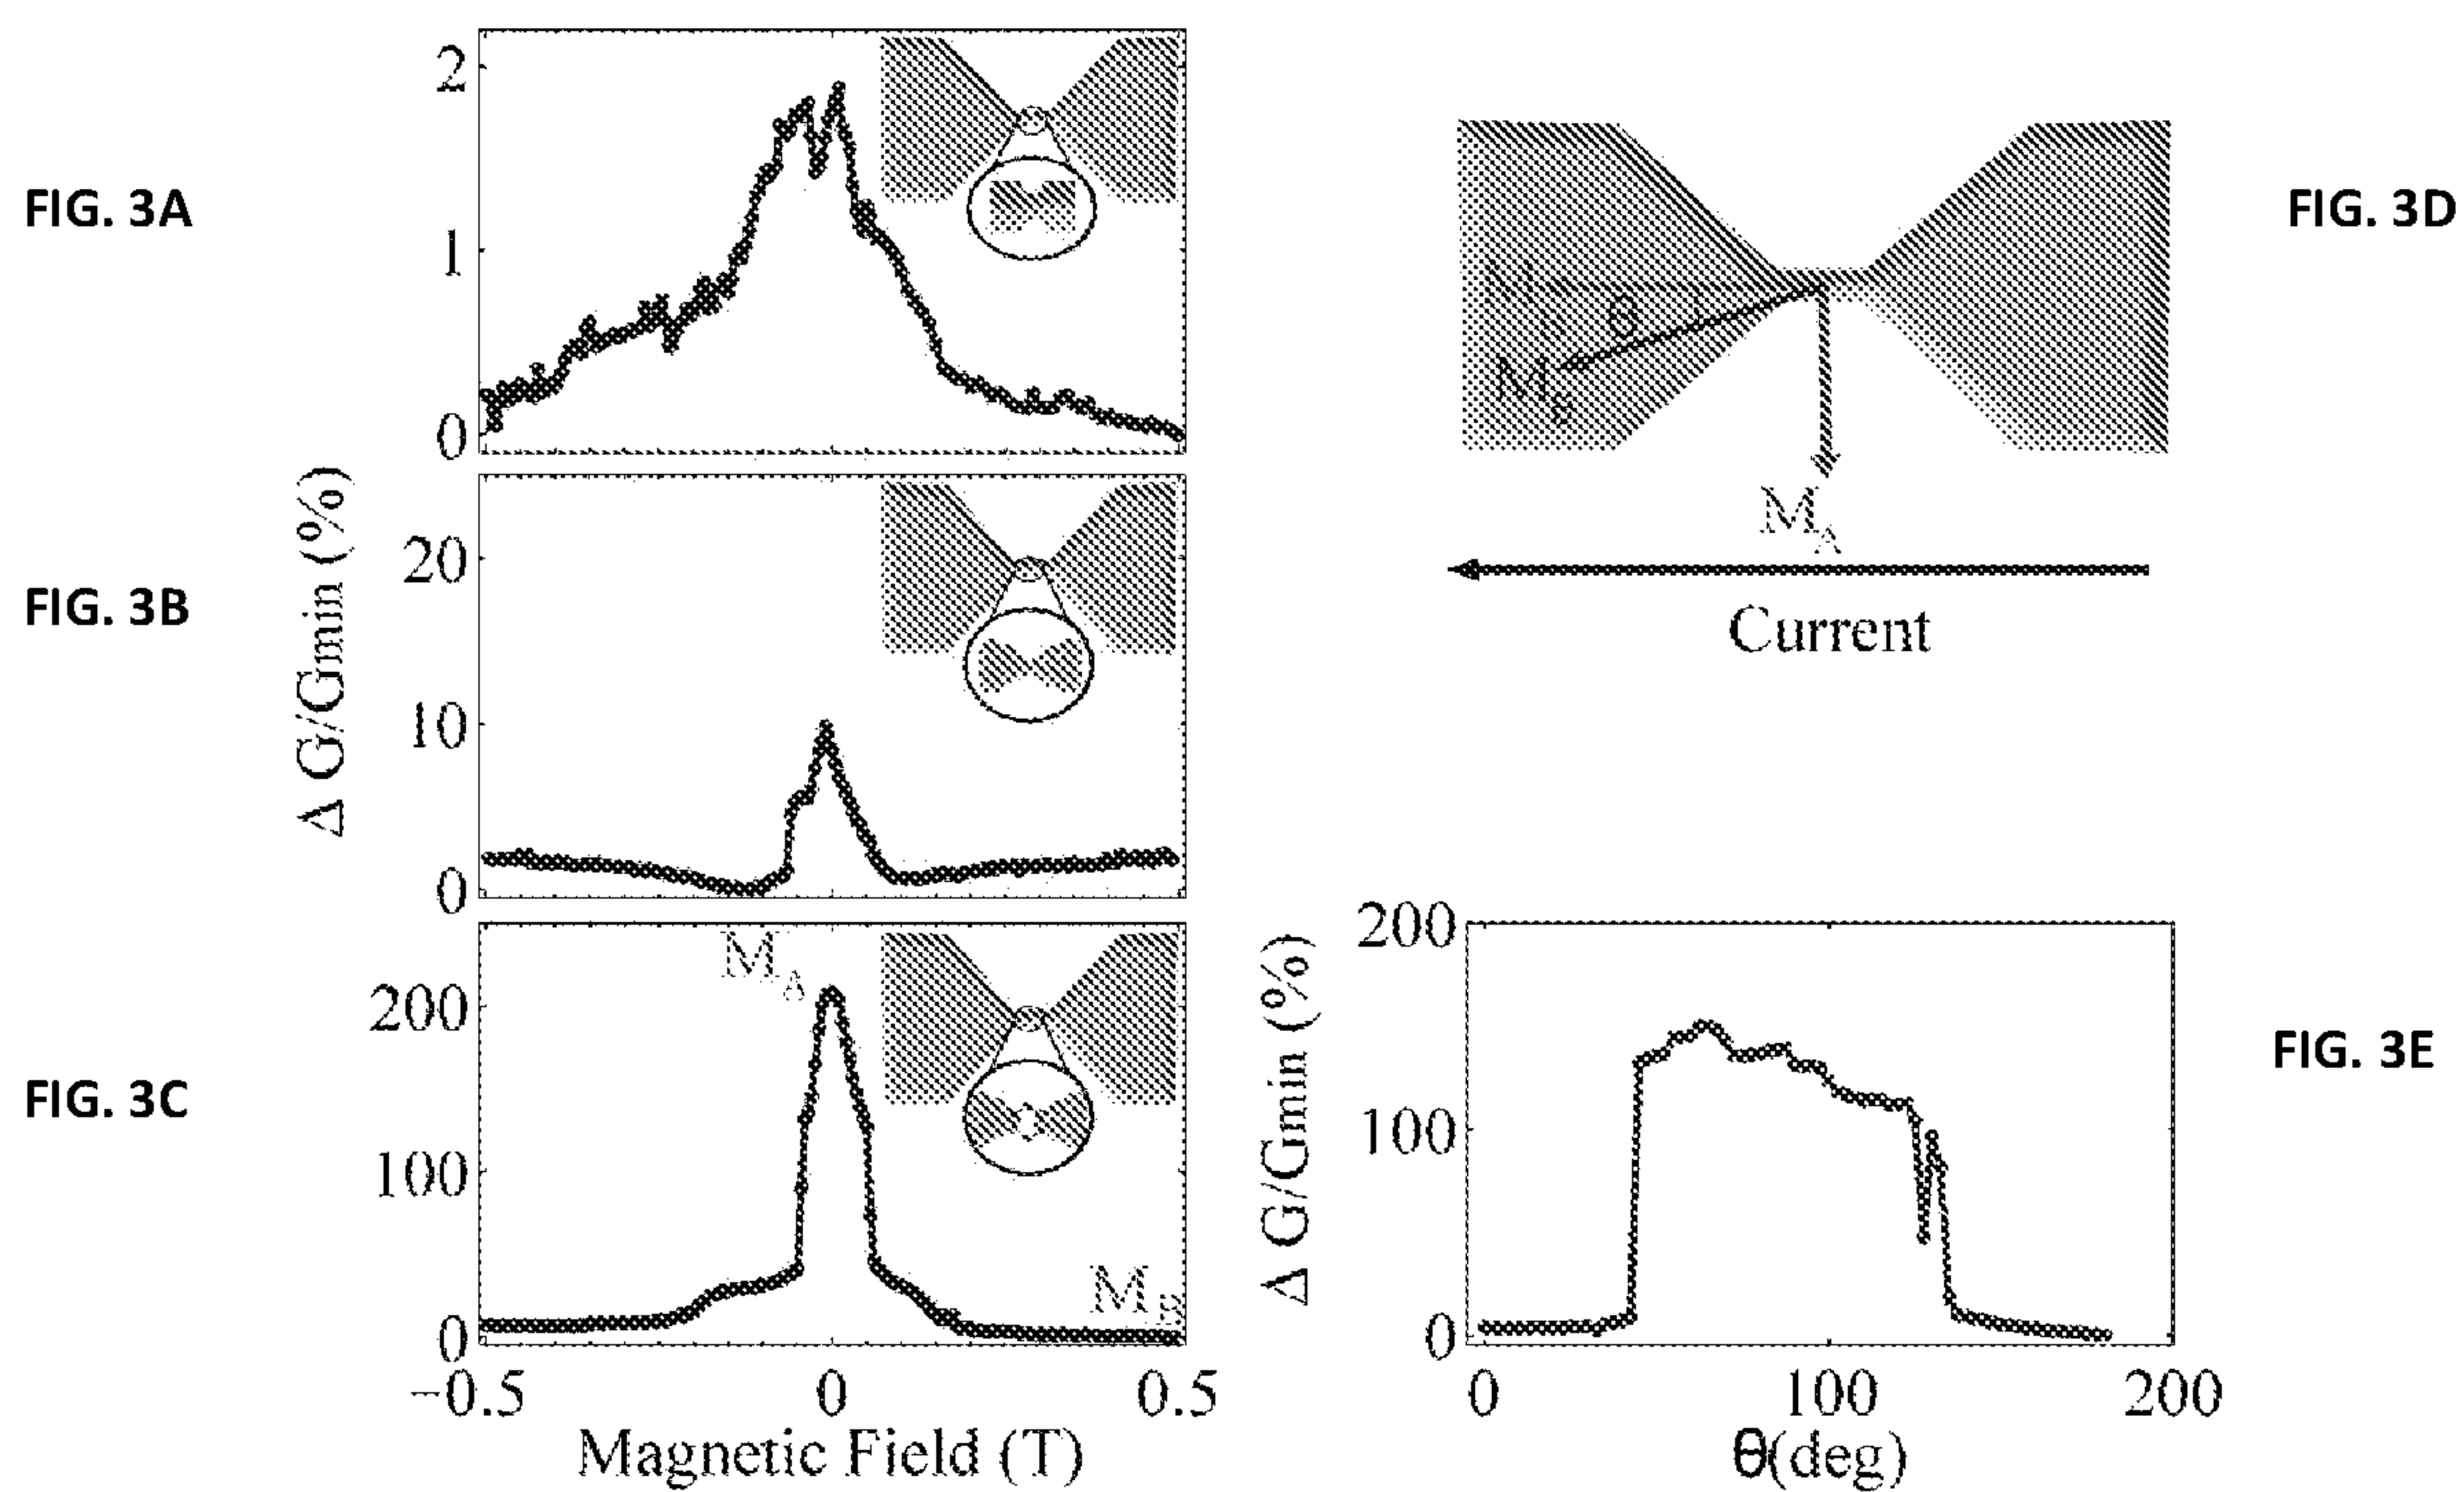 FIG. 3A
2
1
0
FIG. 3B
Δ G/Gmin (%)
20
10
0
FIG. 3C
M_A
200
100
0
M_B
−0.5
0
0.5
Magnetic Field (T)
FIG. 3D
θ
M_B
M_A
Current
FIG. 3E
Δ G/Gmin (%)
200
100
0
0
100
200
θ(deg)